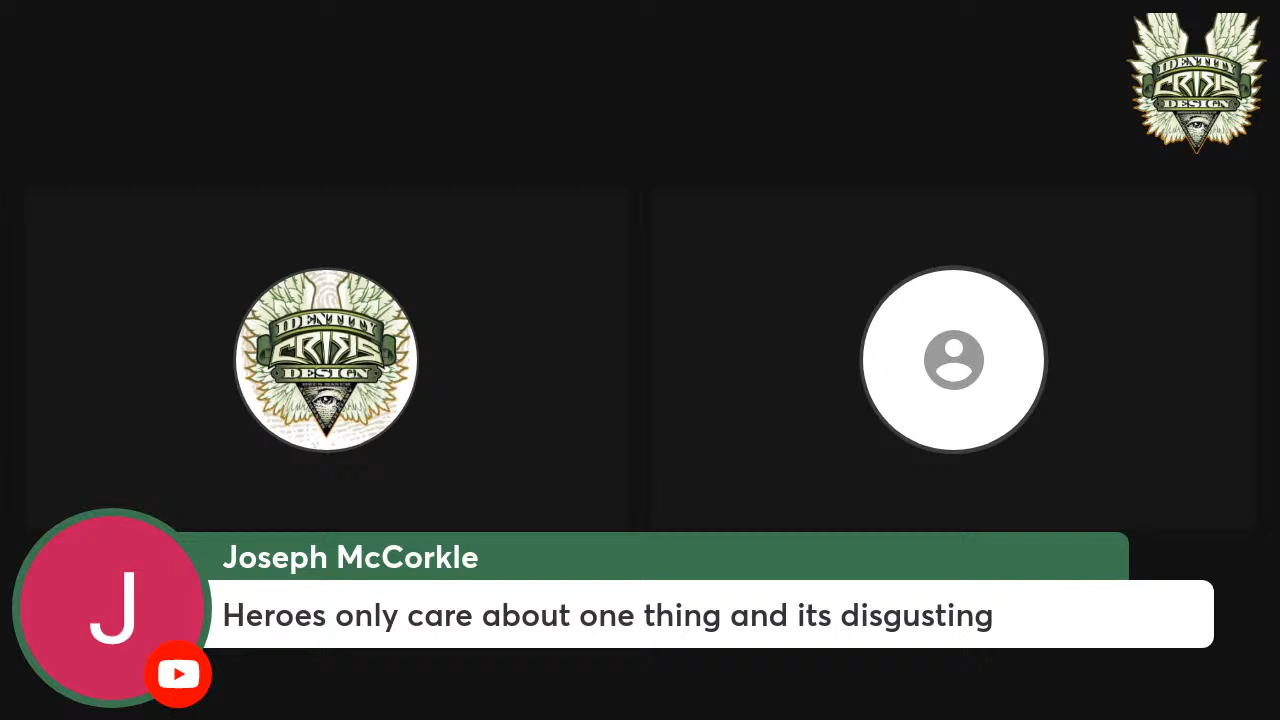 IDENTITY
CRISIS
DESIGN
IDENTITY
CRISIS
DESIGN
Joseph McCorkle
J
Heroes only care about one thing and its disgusting